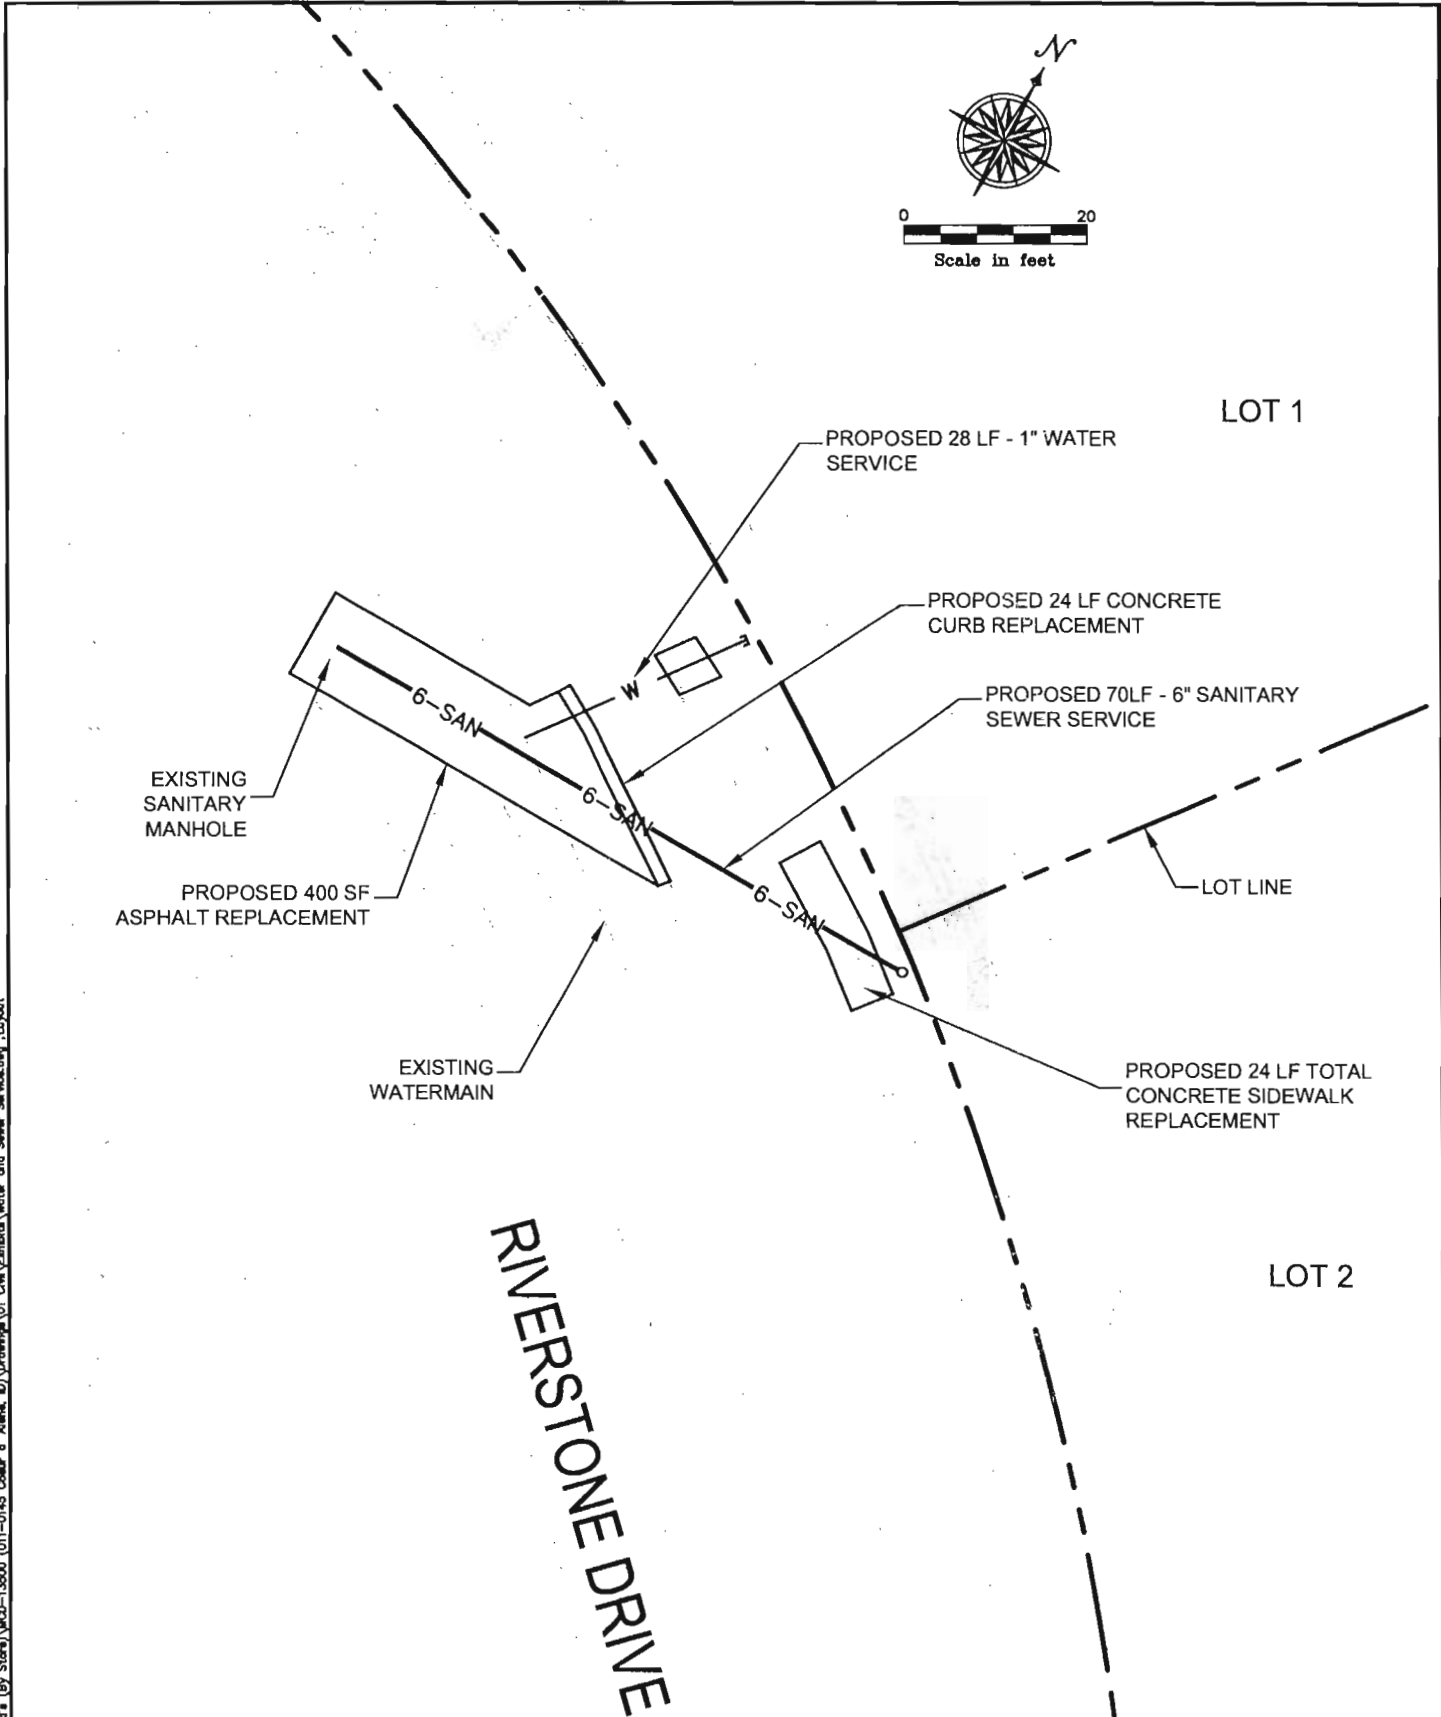 N
0 20
Scale in feet
LOT 1
PROPOSED 28 LF - 1" WATER
SERVICE
PROPOSED 24 LF CONCRETE
CURB REPLACEMENT
W
PROPOSED 70LF - 6" SANITARY
SEWER SERVICE
6-SAN
6-SAN
6-SAN
EXISTING
SANITARY
MANHOLE
PROPOSED 400 SF
ASPHALT REPLACEMENT
LOT LINE
EXISTING
WATERMAIN
PROPOSED 24 LF TOTAL
CONCRETE SIDEWALK
REPLACEMENT
LOT 2
RIVERSTONE DRIVE